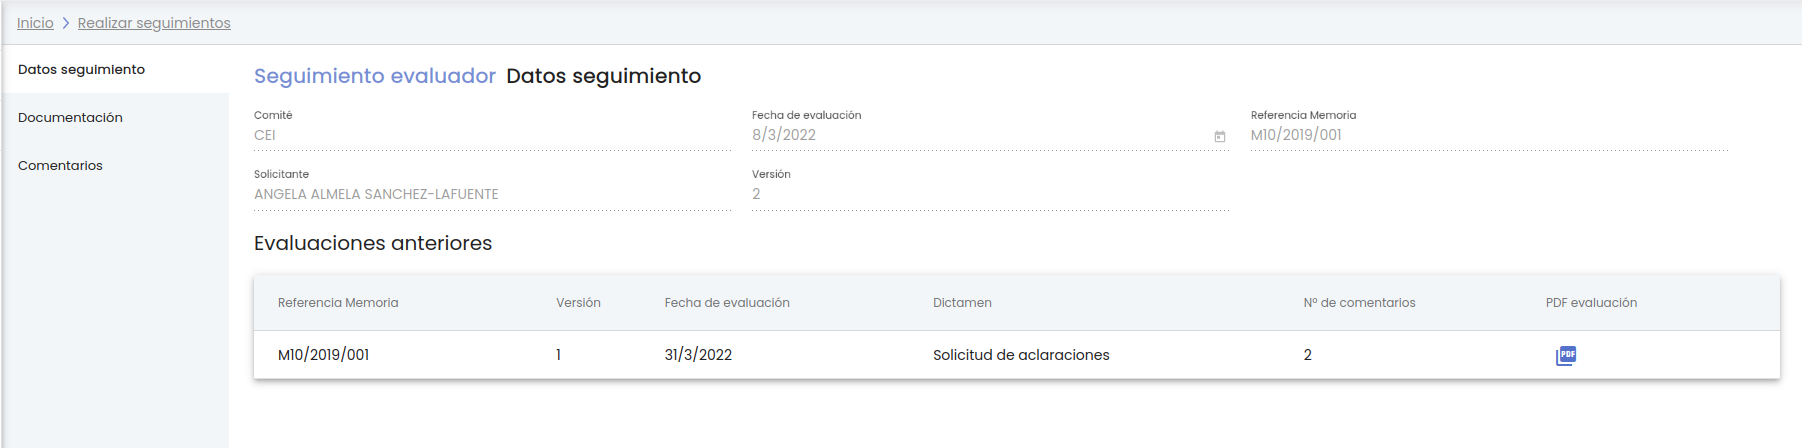 Inicio > Realizar seguimientos
Datos seguimiento
Documentación
Comentarios
Seguimiento evaluador Datos seguimiento
Comité Fecha de evaluación Referencia Memoria
CEI 8/3/2022 M10/2019/001
Solicitante Versión
ANGELA ALMELA SANCHEZ-LAFUENTE 2
Evaluaciones anteriores
Referencia Memoria Versión Fecha de evaluación Dictamen Nº de comentarios PDF evaluación
M10/2019/001 1 31/3/2022 Solicitud de aclaraciones 2 PDF